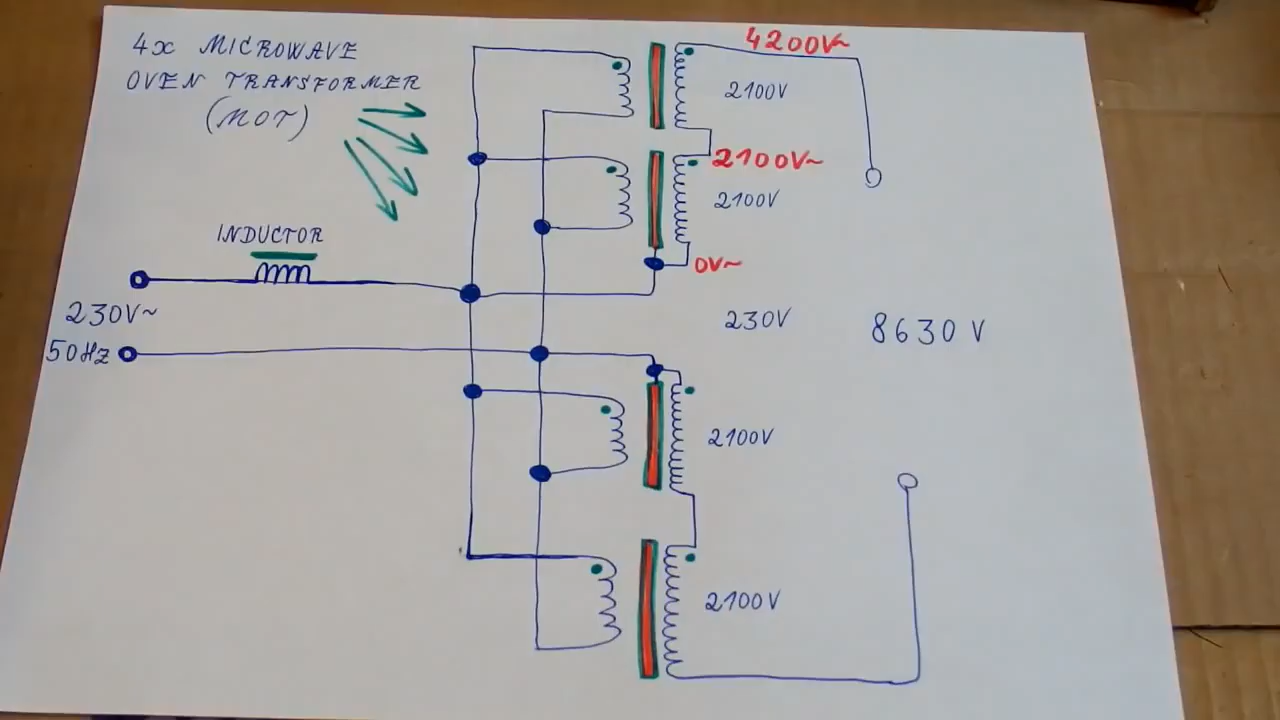 4x MICROWAVE
OVEN TRANSFORMER
(MOT)
4200V~
2100V
2100V~
2100V
INDUCTOR
0V~
230V~
50Hz
230V
8630 V
2100V
2100V